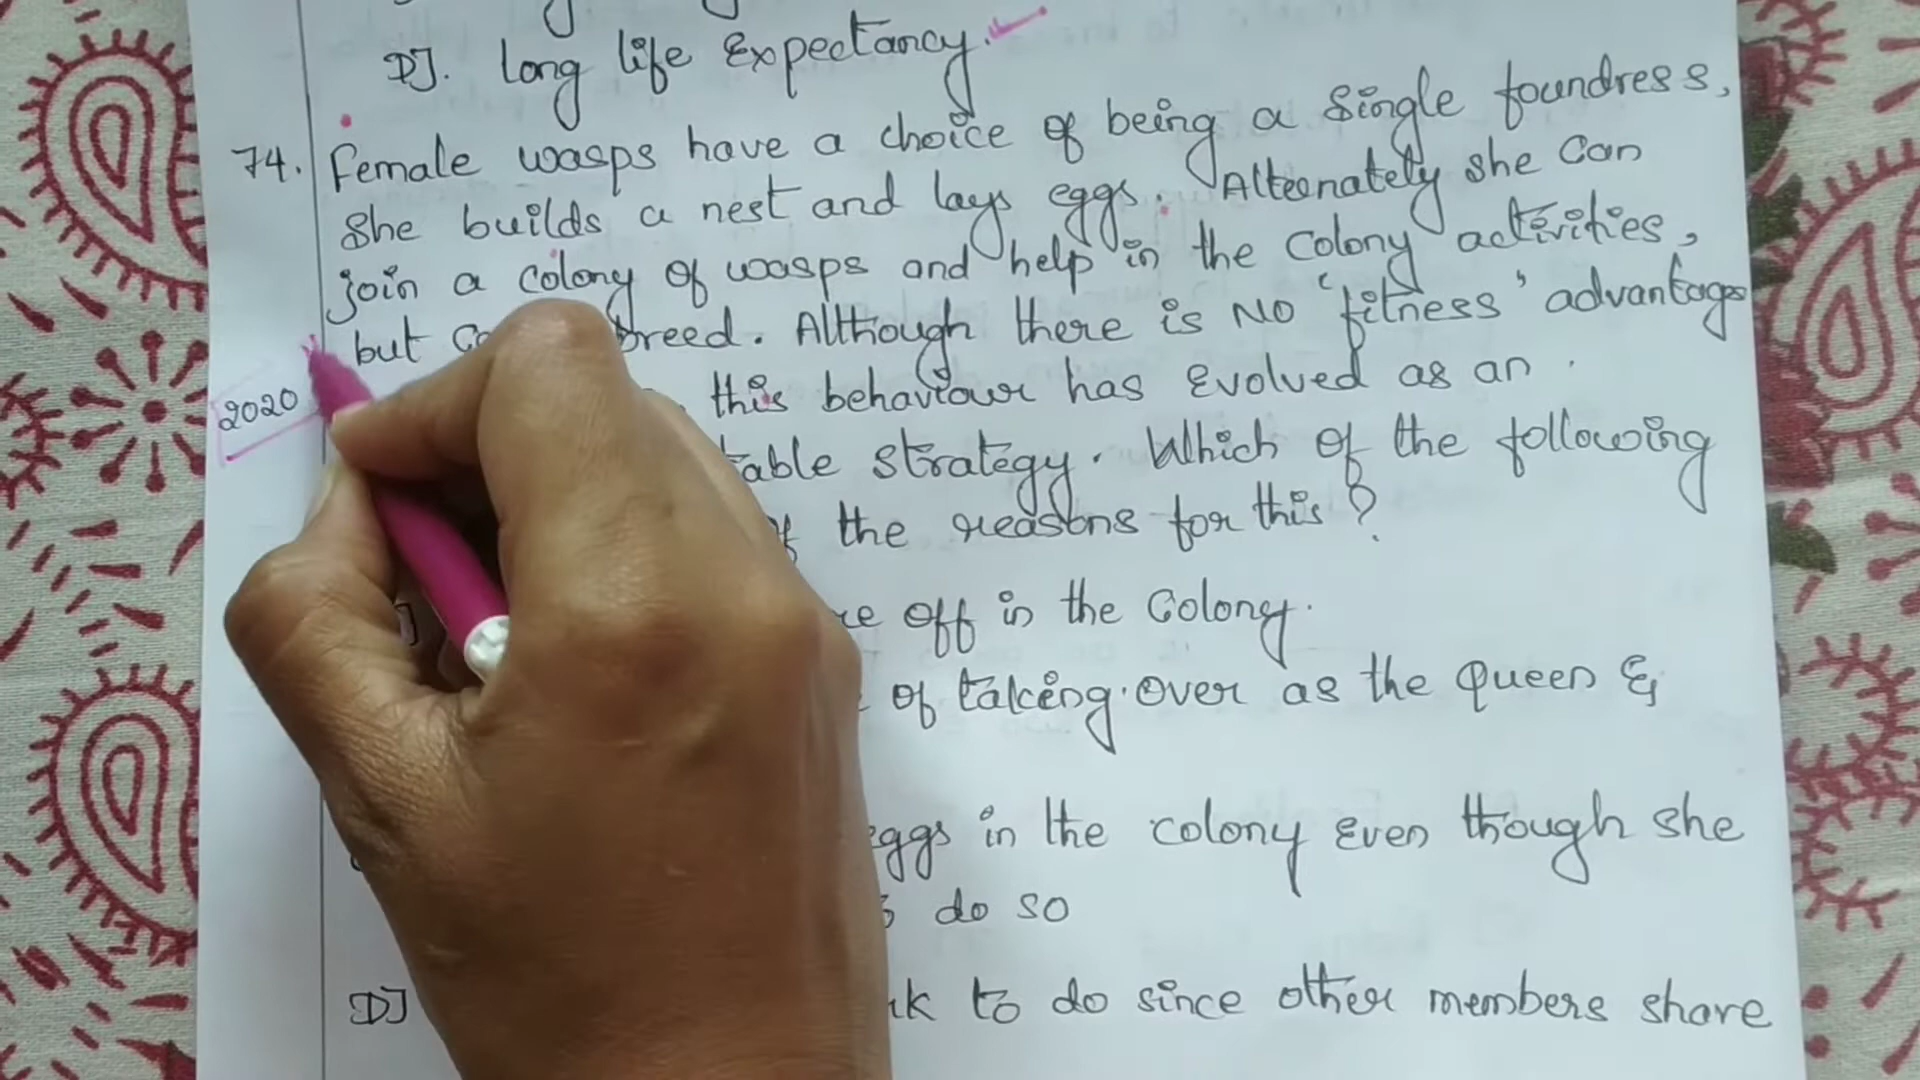 D]. Long life Expectancy.
74. Female wasps have a choice of being a single foundress,
She builds a nest and lays eggs. Alternately she can
join a colony of wasps and help in the colony activities,
but breed. Although there is NO 'fitness' advantage
2020 this behaviour has Evolved as an
strategy. Which of the following
the reasons for this?
off in the colony.
of taking over as the queen &
eggs in the colony Even though she
do so
D] to do since other members share